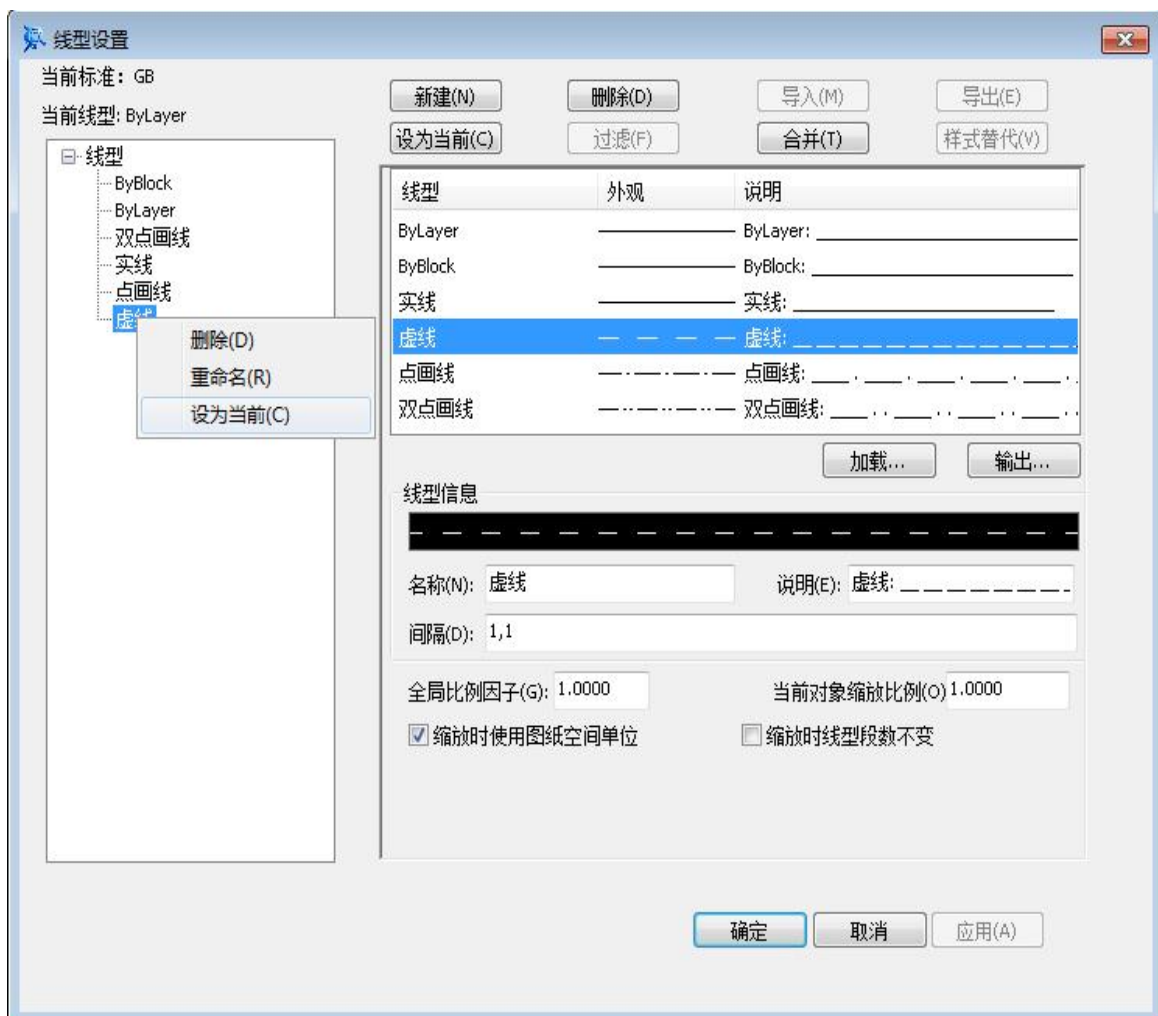 线型设置
当前标准：GB
当前线型: ByLayer
新建(N) 删除(D) 导入(M) 导出(E)
设为当前(C) 过滤(F) 合并(T) 样式替代(V)
线型
ByBlock
ByLayer
双点画线
实线
点画线
虚线
删除(D)
重命名(R)
设为当前(C)
线型 外观 说明
ByLayer ByLayer:
ByBlock ByBlock:
实线 实线:
虚线 虚线:
点画线 点画线:
双点画线 双点画线:
加载... 输出...
线型信息
名称(N): 虚线 说明(E): 虚线:
间隔(D): 1,1
全局比例因子(G): 1.0000 当前对象缩放比例(O) 1.0000
缩放时使用图纸空间单位 缩放时线型段数不变
确定 取消 应用(A)